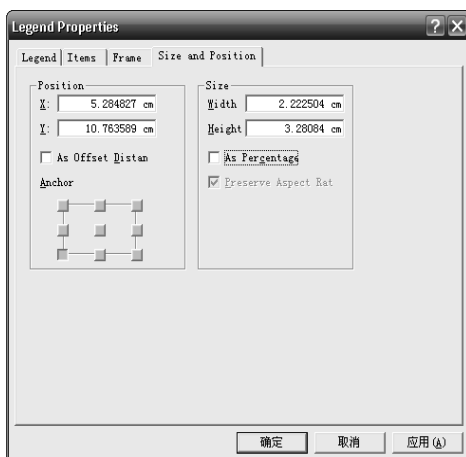 Legend Properties
Legend Items Frame Size and Position
Position
X: 5.284827 cm
Y: 10.763589 cm
As Offset Distan
Anchor
Size
Width 2.222504 cm
Height 3.28084 cm
As Percentage
Preserve Aspect Rat
确定 取消 应用(A)